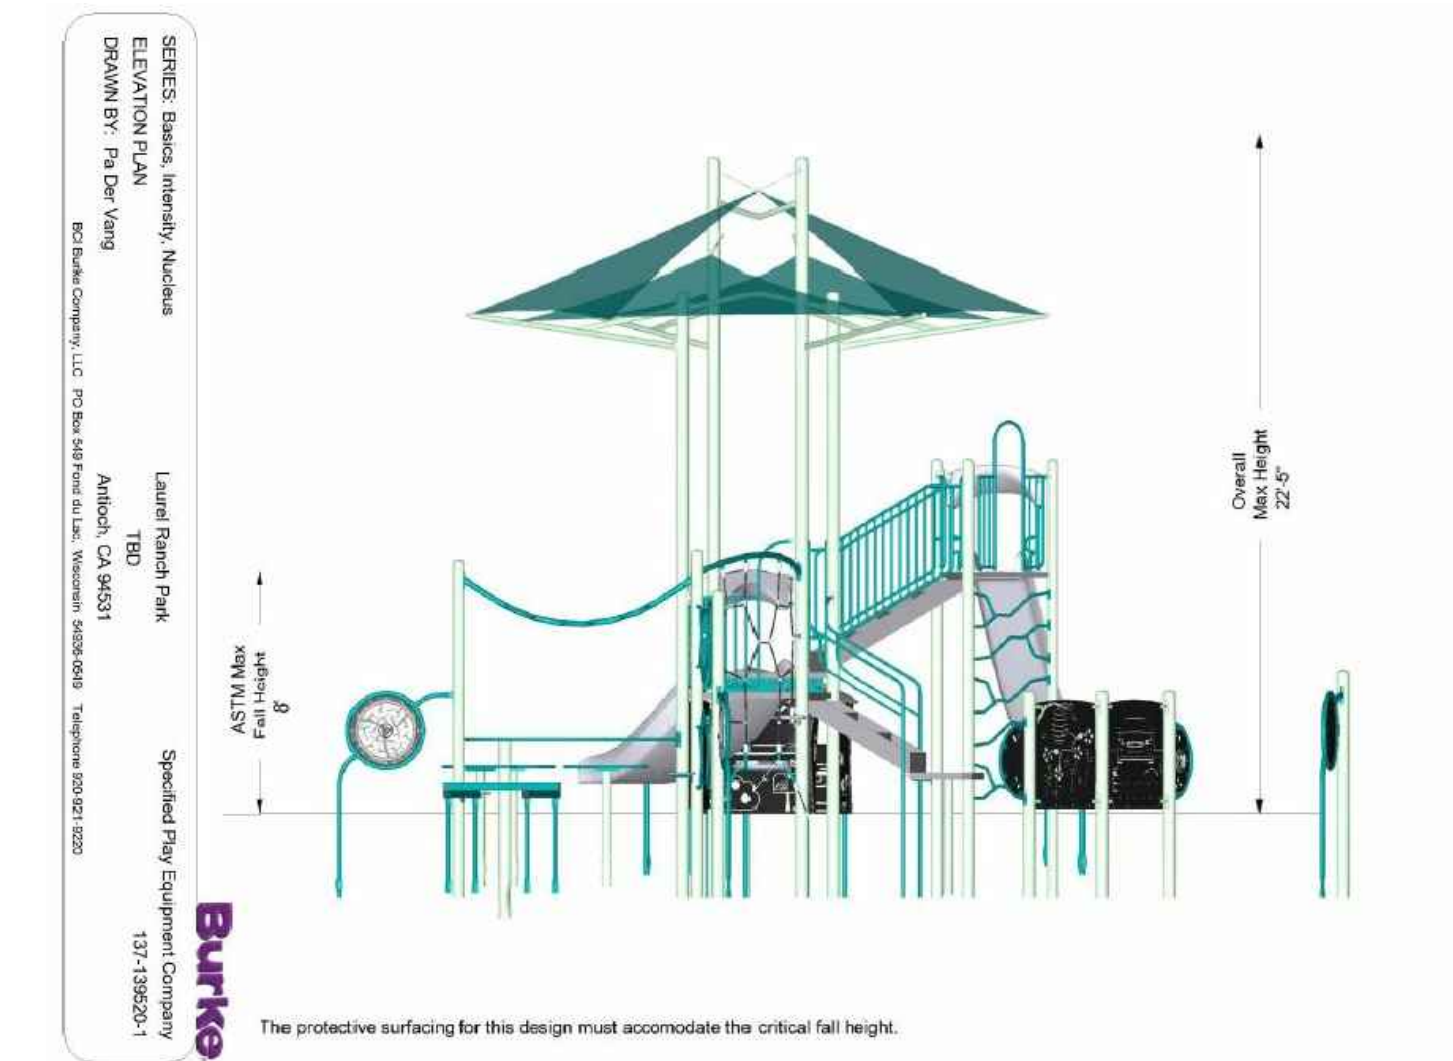 SERIES: Basics, Intensity, Nucleus
ELEVATION PLAN
DRAWN BY: Pa Der Vang
Laurel Ranch Park
TBD
Antioch, CA 94531
Specified Play Equipment Company
137-139520-1
BCI Burke Company, LLC PO Box 549 Fond du Lac, Wisconsin 54936-0549 Telephone 920-921-9220
Burke
ASTM Max
Fall Height
8'
Overall
Max Height
22'-5"
The protective surfacing for this design must accomodate the critical fall height.